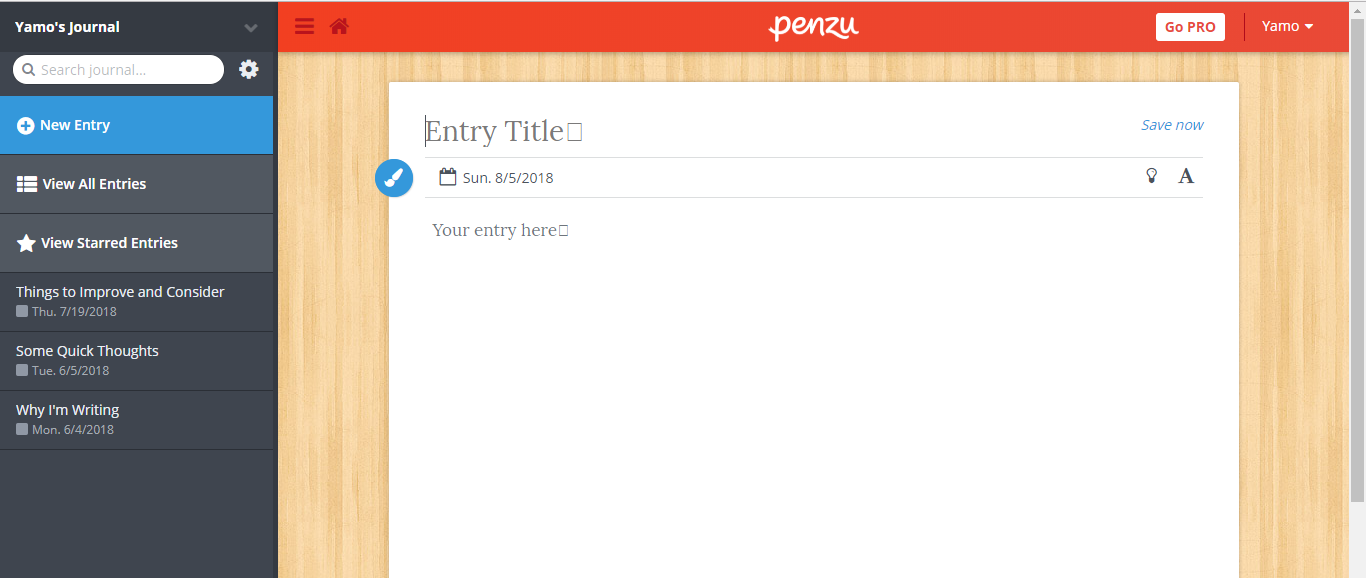 Yamo's Journal
Search journal...
New Entry
View All Entries
View Starred Entries
Things to Improve and Consider
Thu. 7/19/2018
Some Quick Thoughts
Tue. 6/5/2018
Why I'm Writing
Mon. 6/4/2018
penzu
Go PRO
Yamo
Entry Title□
Save now
Sun. 8/5/2018
A
Your entry here□